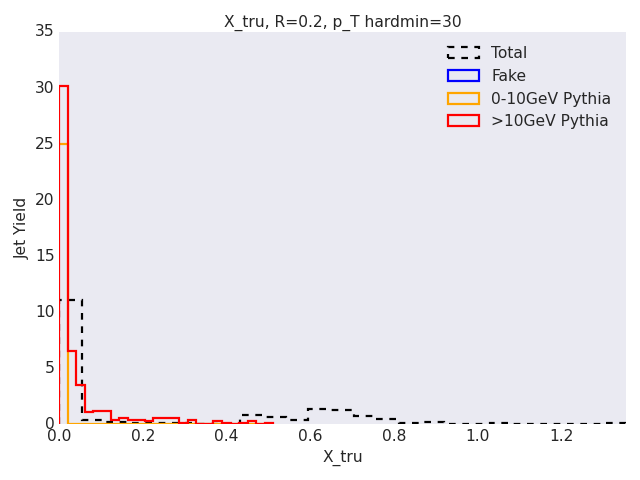 X_tru, R=0.2, p_T hardmin=30
35
30
25
20
15
10
5
0
Jet Yield
Total
Fake
0-10GeV Pythia
>10GeV Pythia
0.0 0.2 0.4 0.6 0.8 1.0 1.2
X_tru